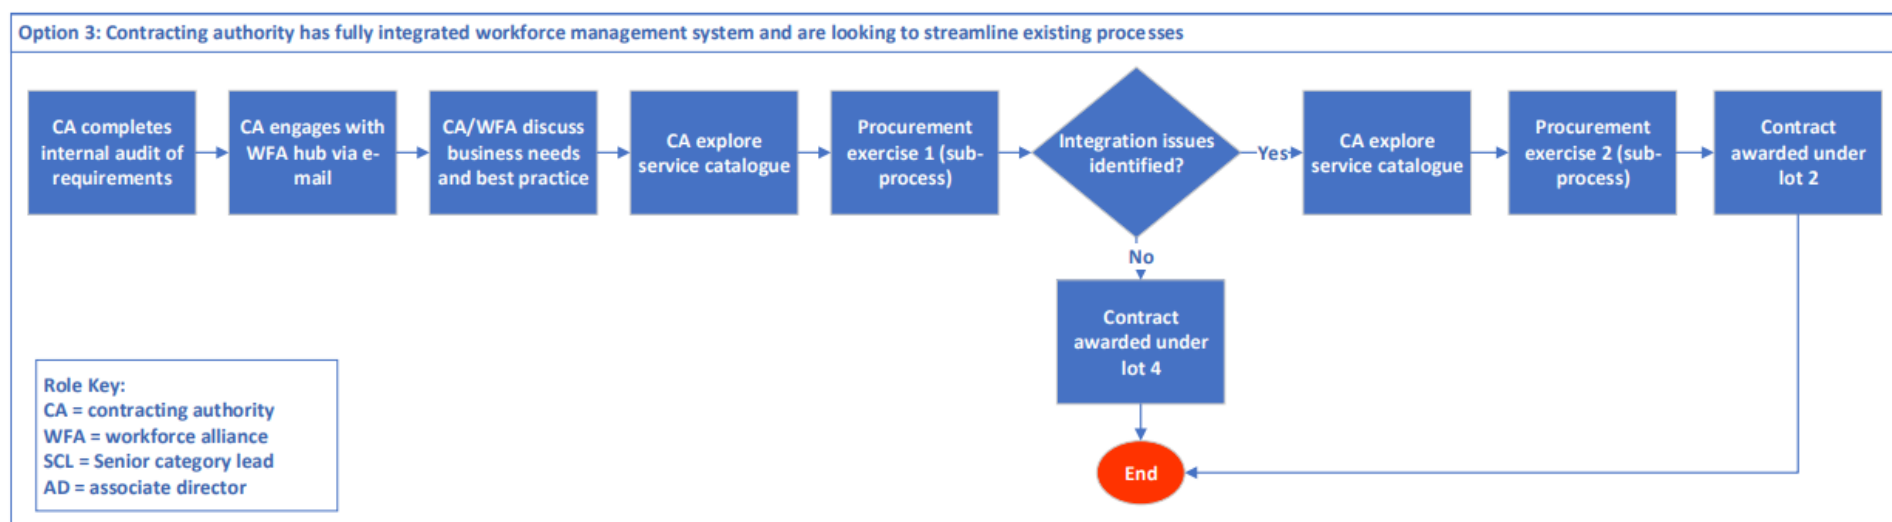 Option 3: Contracting authority has fully integrated workforce management system and are looking to streamline existing processes
CA completes
internal audit of
requirements
CA engages with
WFA hub via e-
mail
CA/WFA discuss
business needs
and best practice
CA explore
service catalogue
Procurement
exercise 1 (sub-
process)
Integration issues
identified?
Yes
CA explore
service catalogue
Procurement
exercise 2 (sub-
process)
Contract
awarded under
lot 2
No
Contract
awarded under
lot 4
End
Role Key:
CA = contracting authority
WFA = workforce alliance
SCL = Senior category lead
AD = associate director